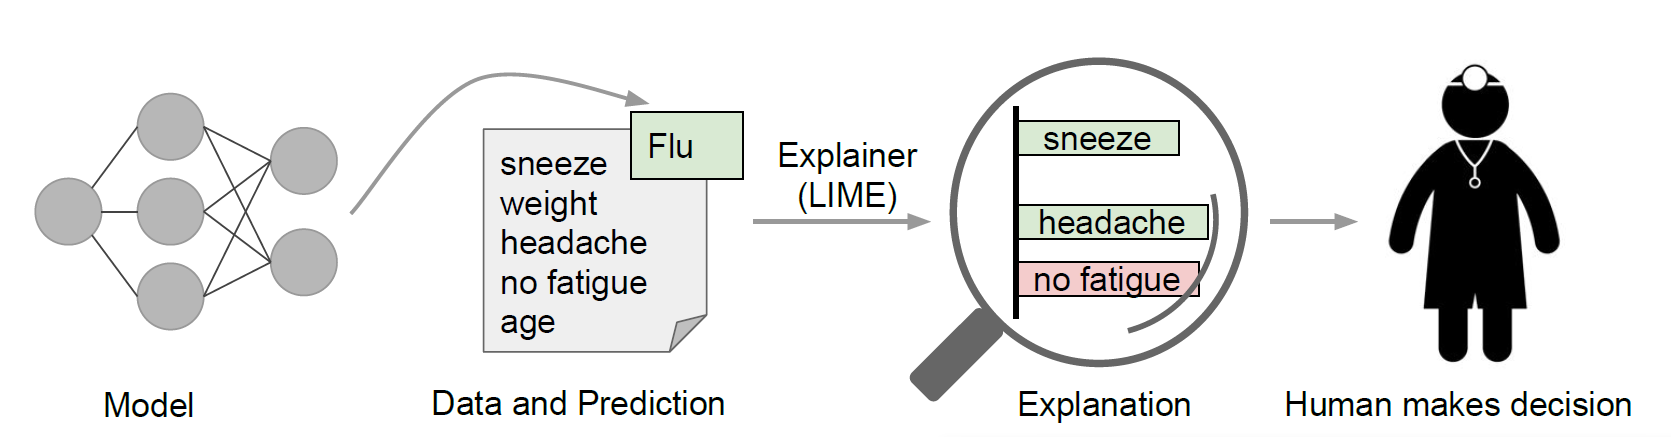 Flu
sneeze
weight
headache
no fatigue
age
Explainer
(LIME)
sneeze
headache
no fatigue
Model
Data and Prediction
Explanation
Human makes decision